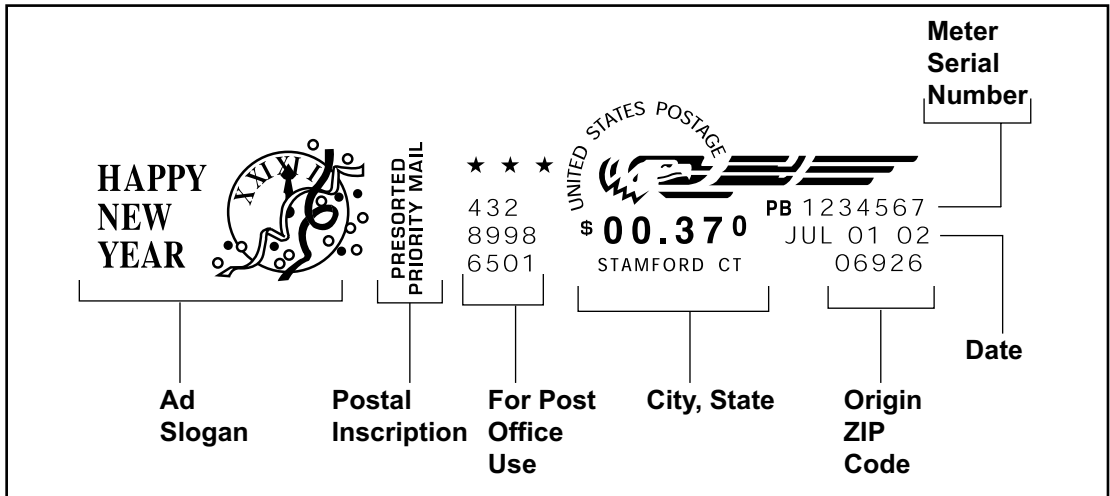 Meter
Serial
Number
HAPPY
NEW
YEAR
XXIXIII
PRESORTED
PRIORITY MAIL
★ ★ ★
432
8998
6501
UNITED STATES POSTAGE
$00.370
STAMFORD CT
PB 1234567
JUL 01 02
06926
Date
Ad
Slogan
Postal
Inscription
For Post
Office
Use
City, State
Origin
ZIP
Code